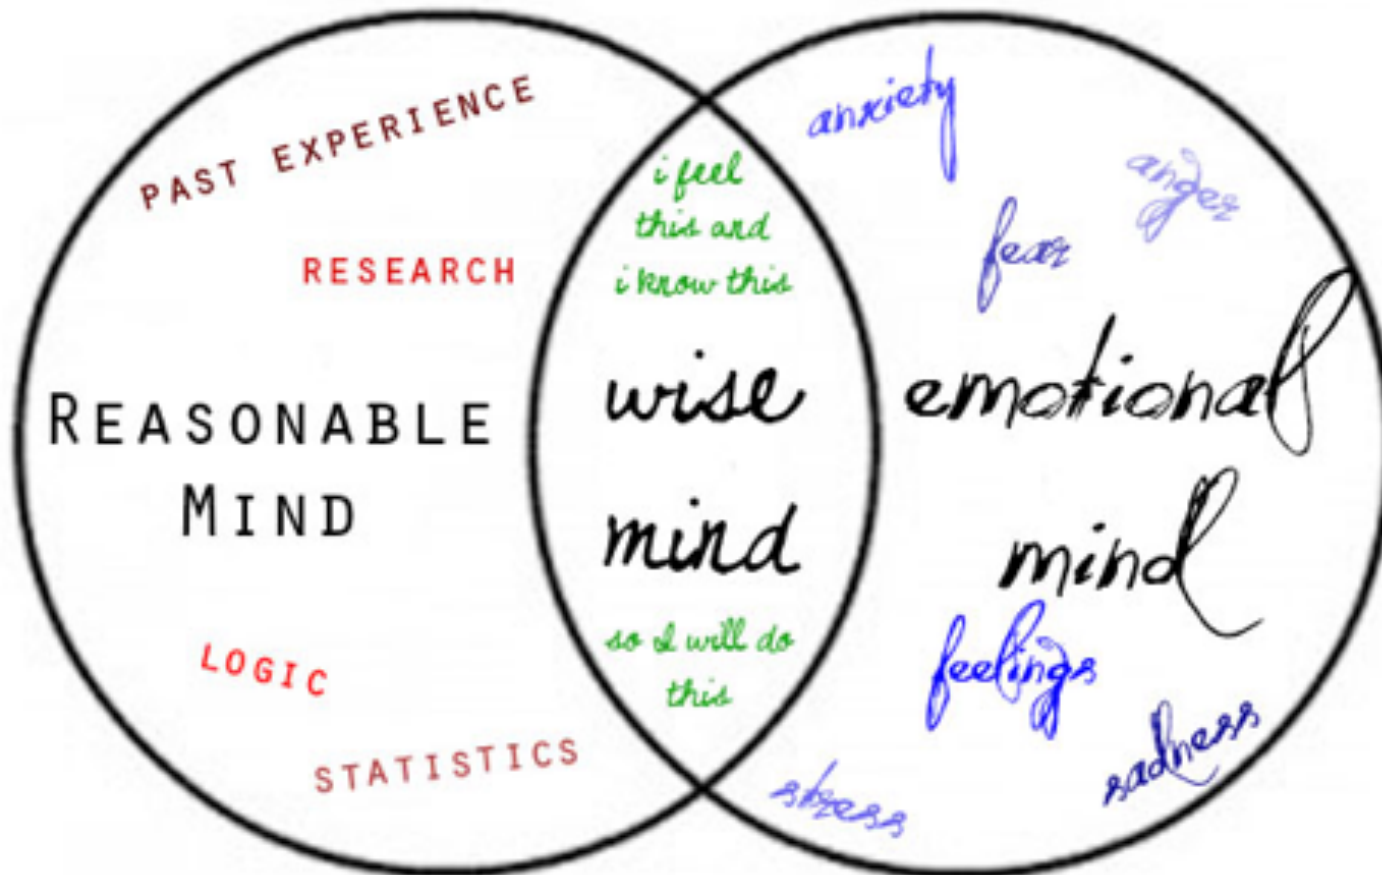 PAST EXPERIENCE
RESEARCH
REASONABLE
MIND
LOGIC
STATISTICS
i feel
this and
i know this
wise
mind
so I will do
this
anxiety
anger
fear
emotional
mind
feelings
sadness
stress